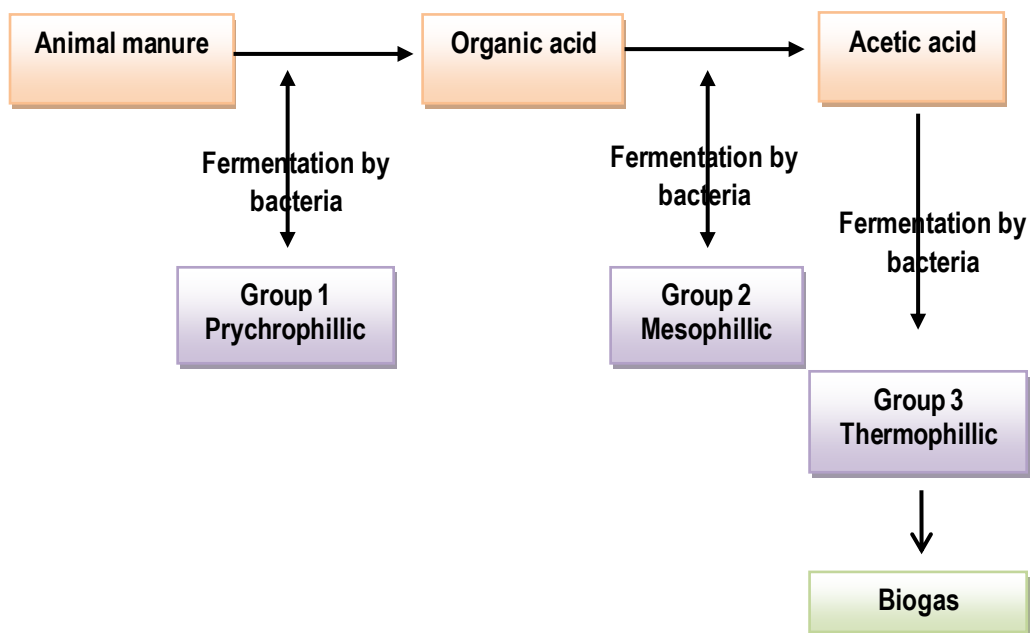 Animal manure
Organic acid
Acetic acid
Fermentation by
bacteria
Fermentation by
bacteria
Fermentation by
bacteria
Group 1
Prychrophillic
Group 2
Mesophillic
Group 3
Thermophillic
Biogas